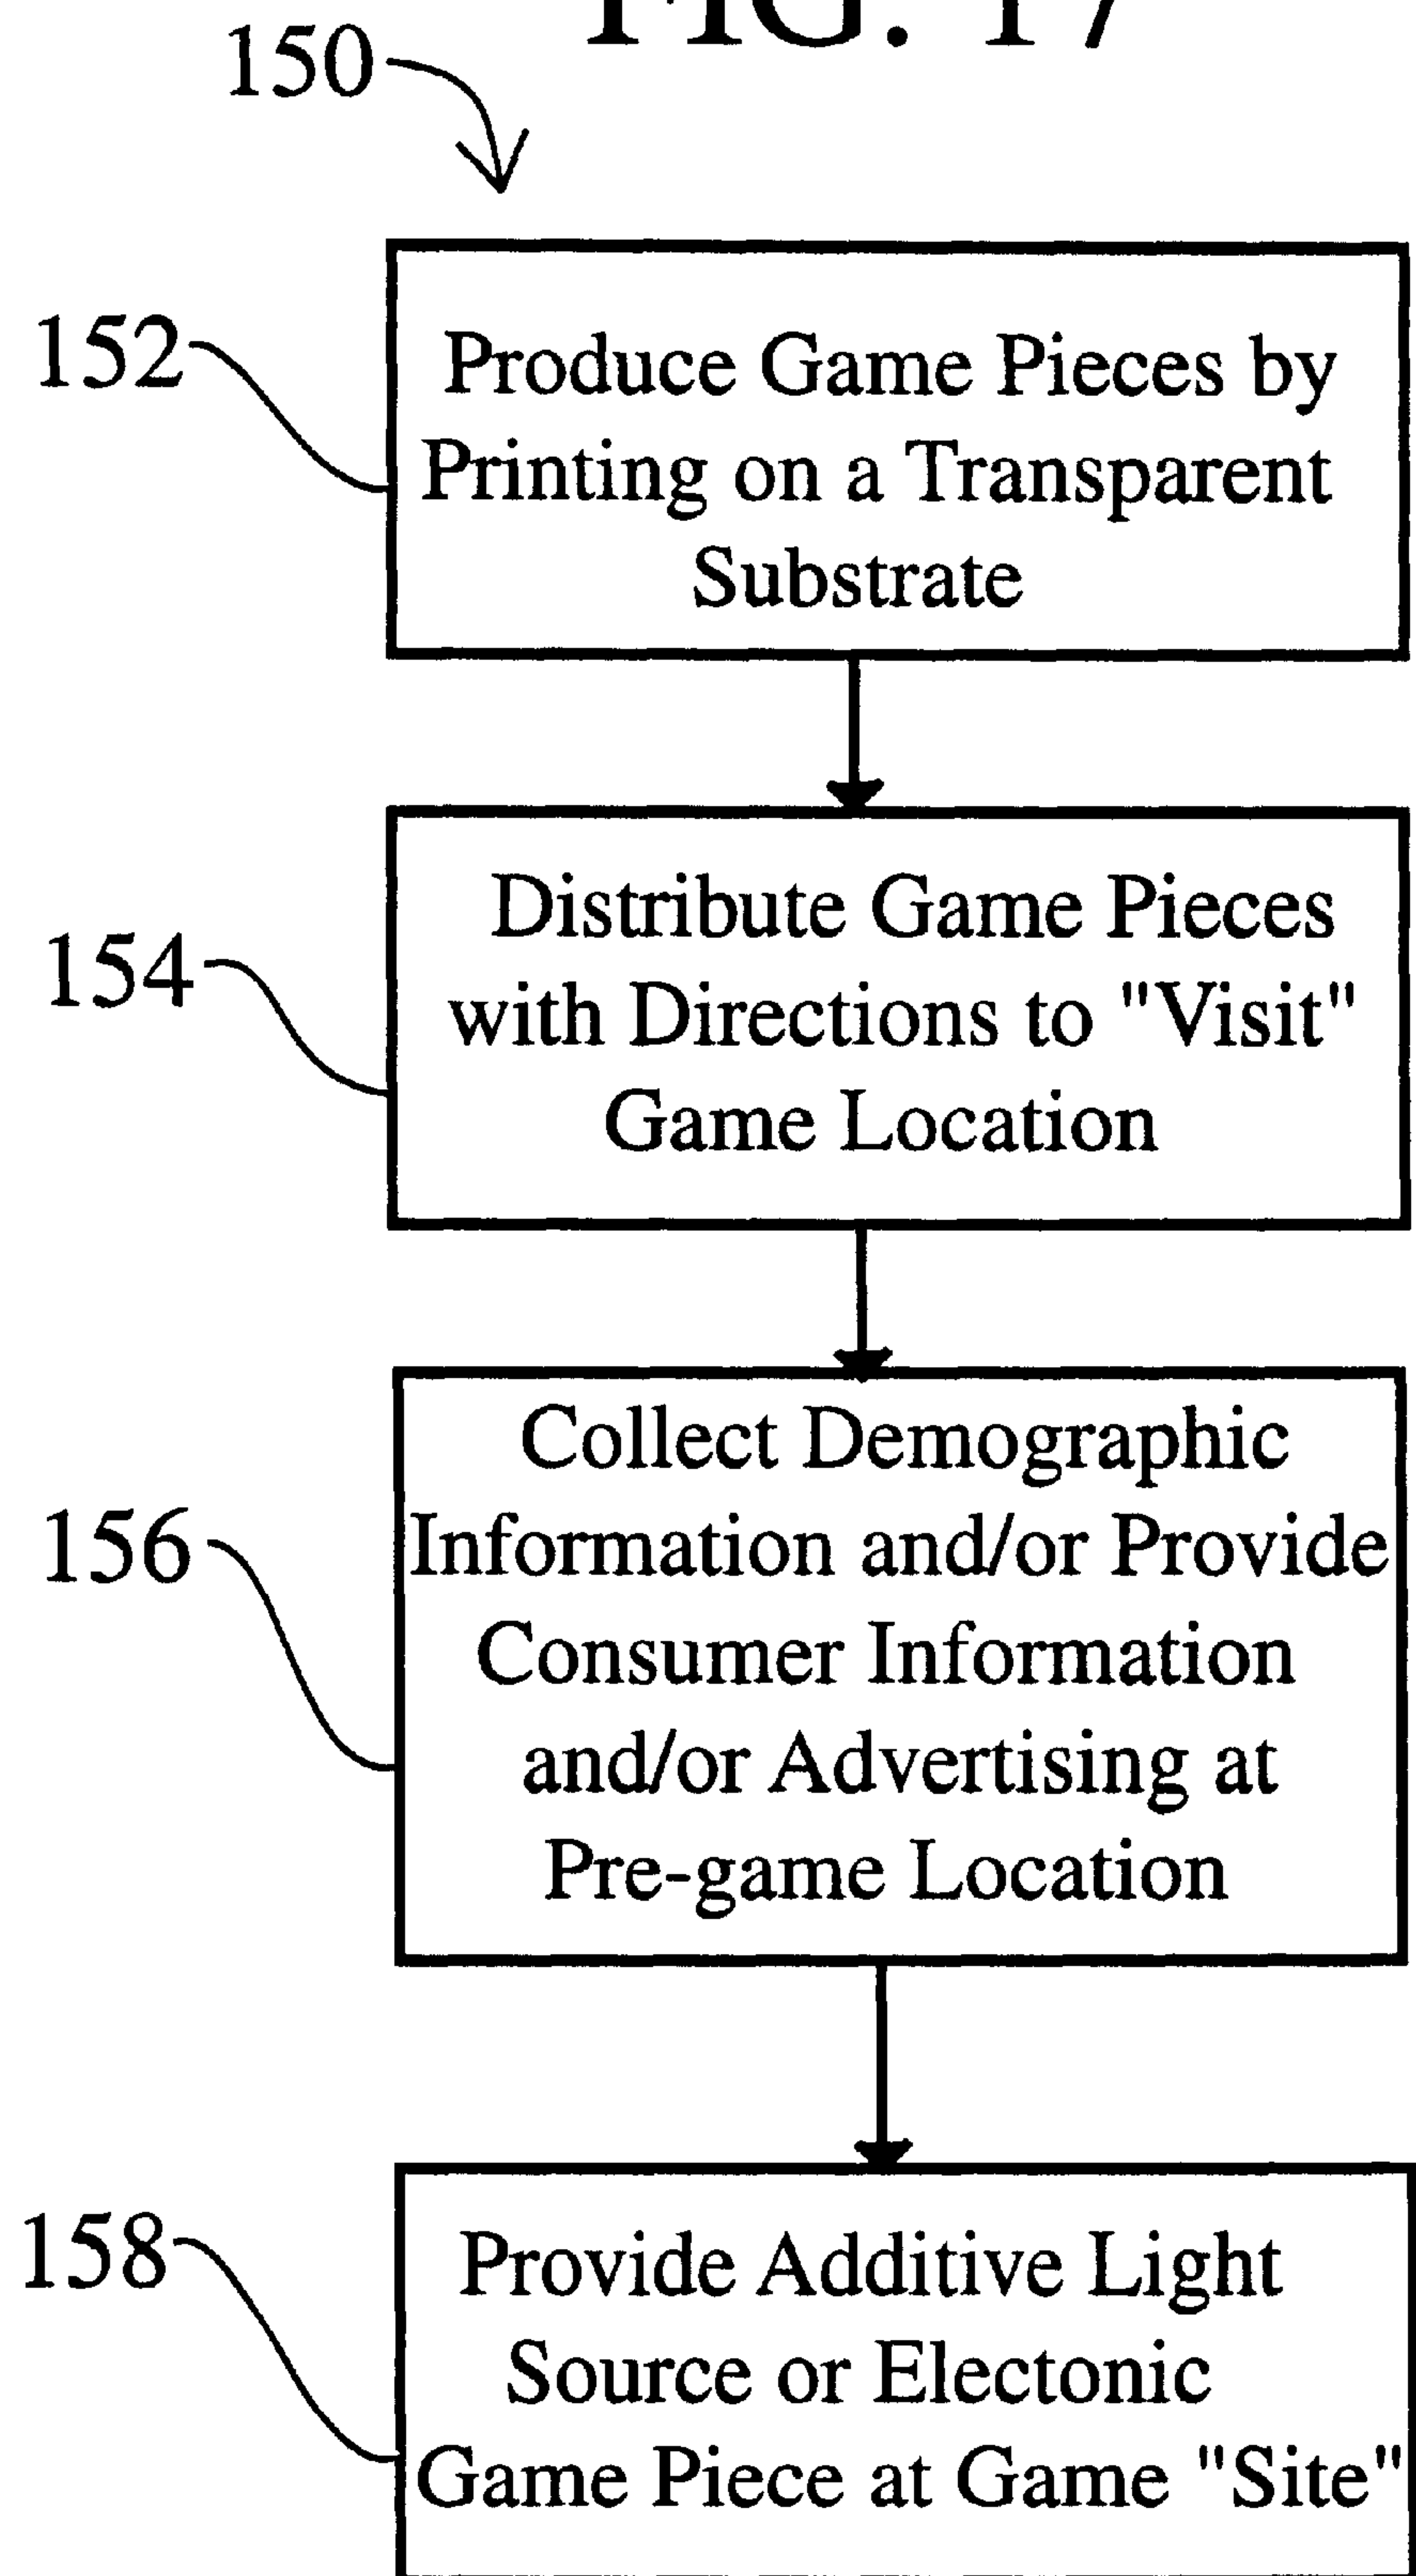 FIG. 17
150
152
Produce Game Pieces by
Printing on a Transparent
Substrate
154
Distribute Game Pieces
with Directions to "Visit"
Game Location
156
Collect Demographic
Information and/or Provide
Consumer Information
and/or Advertising at
Pre-game Location
158
Provide Additive Light
Source or Electonic
Game Piece at Game "Site"